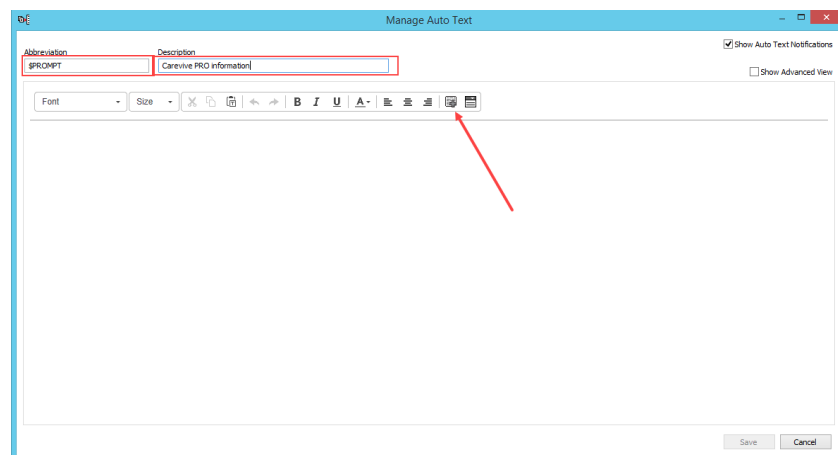 Manage Auto Text
Show Auto Text Notifications
Abbreviation Description
$PROMPT Carevive PRO information
Show Advanced View
Font Size B I U A
Save Cancel